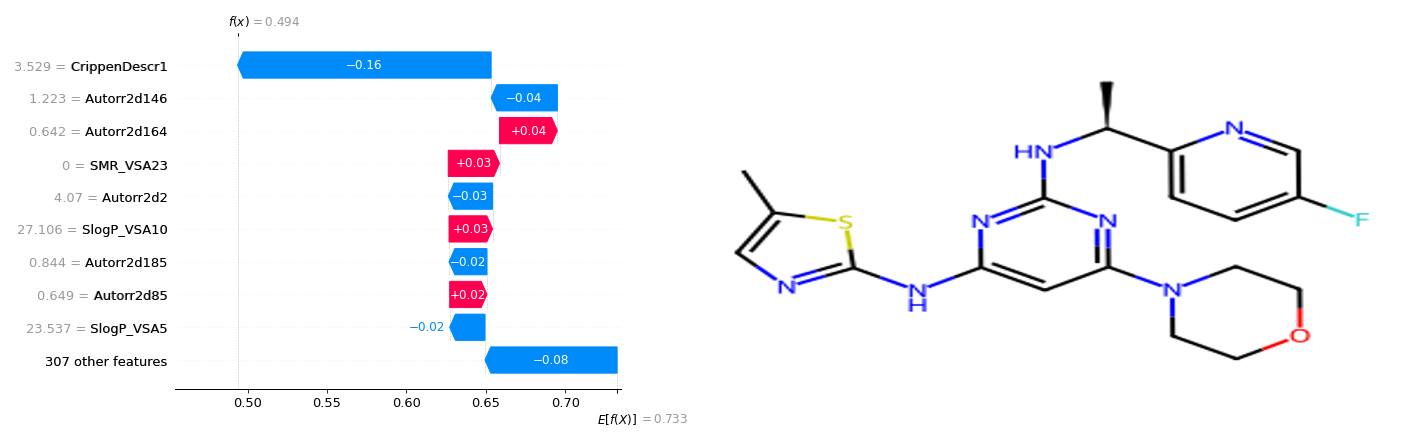 f(x) = 0.494
3.529 = CrippenDescr1
−0.16
1.223 = Autorr2d146
−0.04
0.642 = Autorr2d164
+0.04
0 = SMR_VSA23
+0.03
4.07 = Autorr2d2
−0.03
27.106 = SlogP_VSA10
+0.03
0.844 = Autorr2d185
−0.02
0.649 = Autorr2d85
+0.02
23.537 = SlogP_VSA5
−0.02
307 other features
−0.08
0.50 0.55 0.60 0.65 0.70
E[f(X)] = 0.733
HN
N
F
S
N
N
N
N
H
N
O